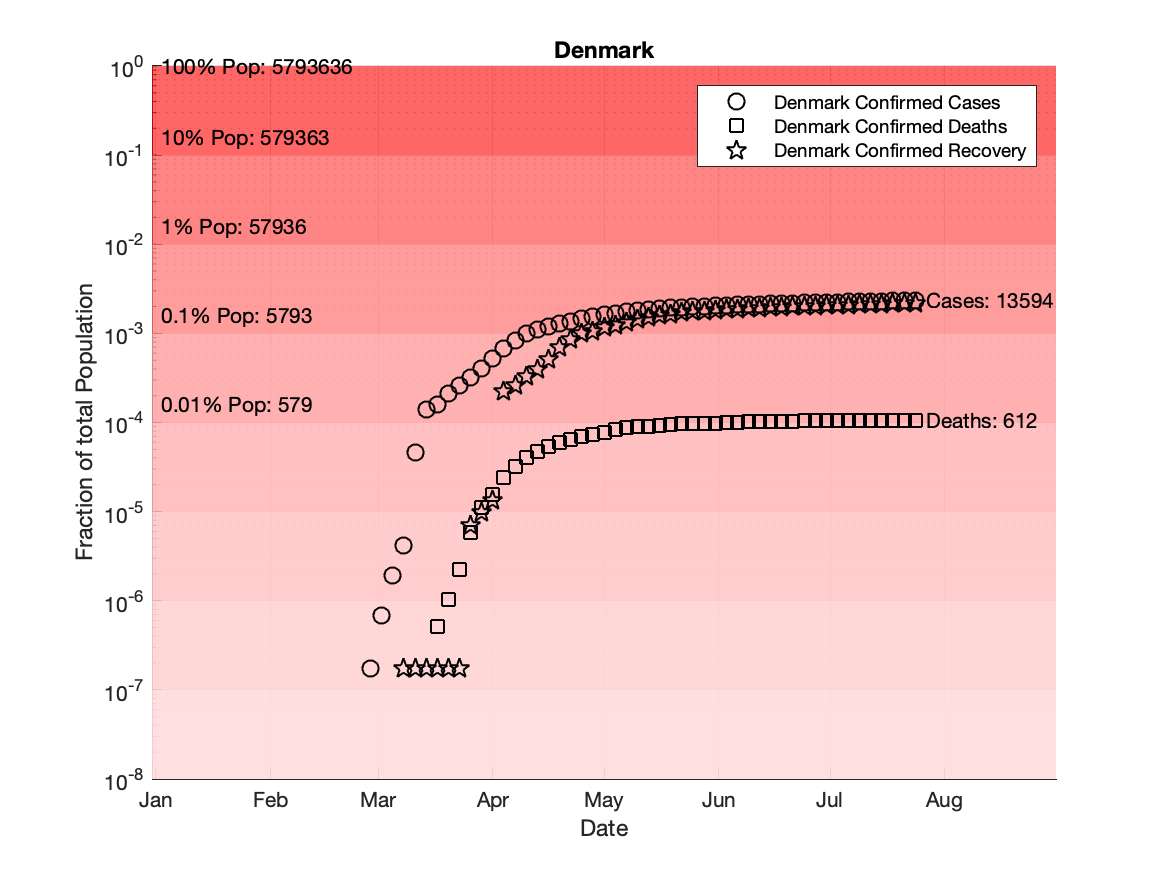 Denmark
10^0
10^-1
10^-2
10^-3
10^-4
10^-5
10^-6
10^-7
10^-8
Fraction of total Population
100% Pop: 5793636
10% Pop: 579363
1% Pop: 57936
0.1% Pop: 5793
0.01% Pop: 579
Denmark Confirmed Cases
Denmark Confirmed Deaths
Denmark Confirmed Recovery
Cases: 13594
Deaths: 612
Jan Feb Mar Apr May Jun Jul Aug
Date